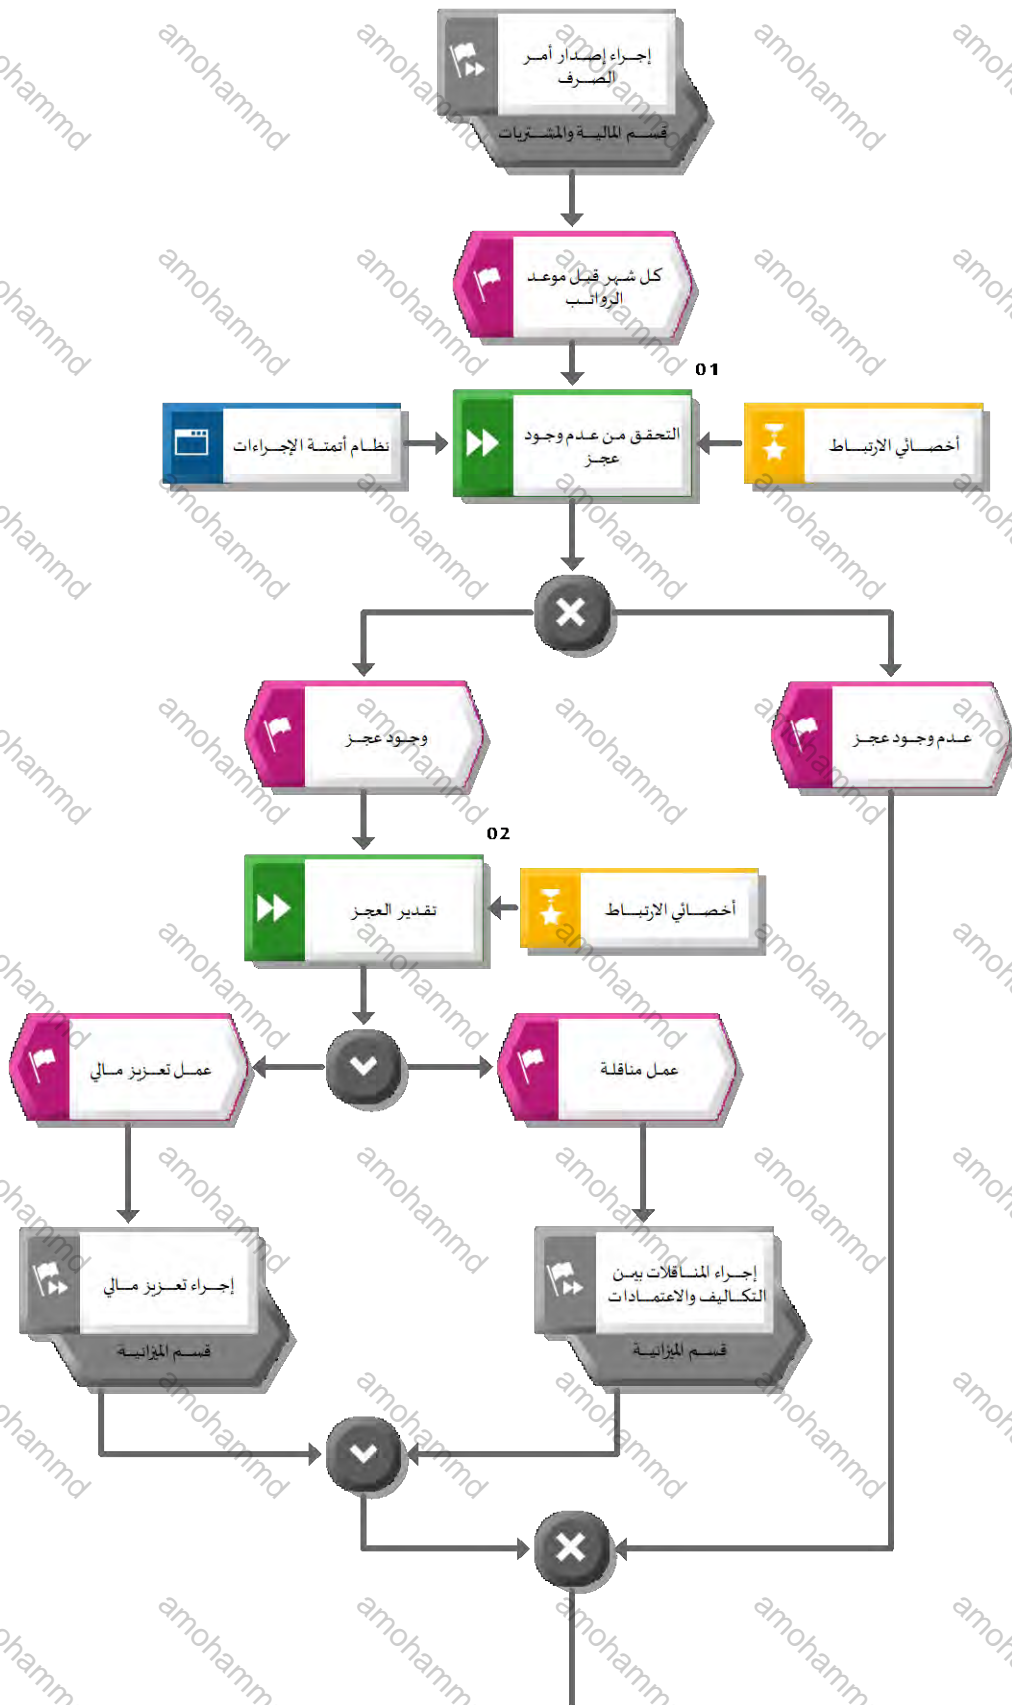 إجراء إصدار أمر
الصرف
قسم المالية والمشتريات
كل شهر قبل موعد
الرواتب
01
أخصائي الارتباط
التحقق من عدم وجود
عجز
نظام أتمتة الإجراءات
عدم وجود عجز
وجود عجز
02
أخصائي الارتباط
تقدير العجز
عمل مناقلة
عمل تعزيز مالي
إجراء المناقلات بين
التكاليف والاعتمادات
قسم الميزانية
إجراء تعزيز مالي
قسم الميزانية
amohammd